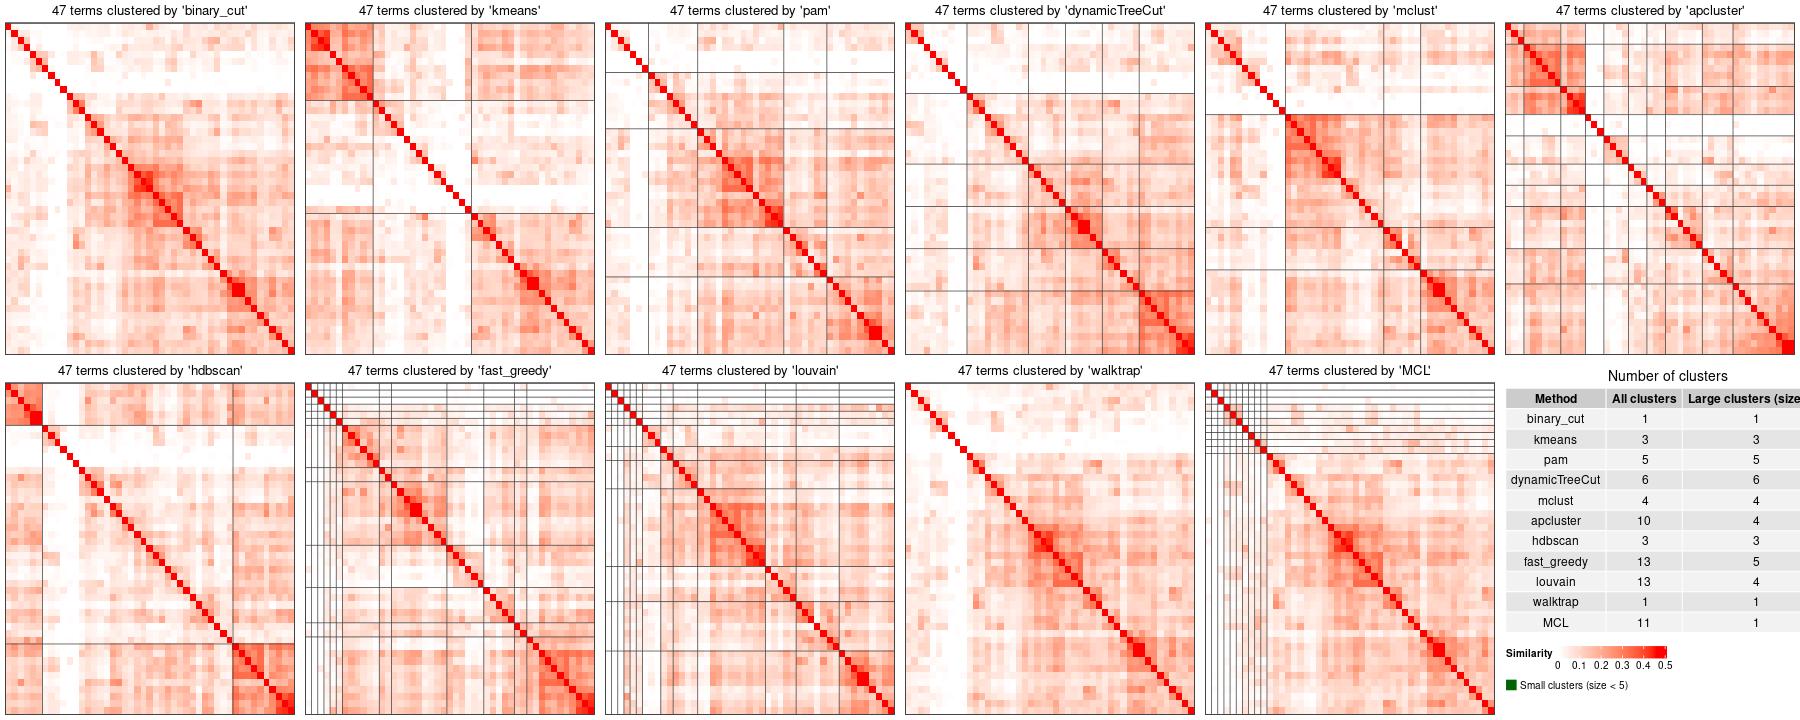 47 terms clustered by 'binary_cut'
47 terms clustered by 'kmeans'
47 terms clustered by 'pam'
47 terms clustered by 'dynamicTreeCut'
47 terms clustered by 'mclust'
47 terms clustered by 'apcluster'
47 terms clustered by 'hdbscan'
47 terms clustered by 'fast_greedy'
47 terms clustered by 'louvain'
47 terms clustered by 'walktrap'
47 terms clustered by 'MCL'
Number of clusters
Method All clusters Large clusters (size
binary_cut 1 1
kmeans 3 3
pam 5 5
dynamicTreeCut 6 6
mclust 4 4
apcluster 10 4
hdbscan 3 3
fast_greedy 13 5
louvain 13 4
walktrap 1 1
MCL 11 1
Similarity
0 0.1 0.2 0.3 0.4 0.5
Small clusters (size < 5)